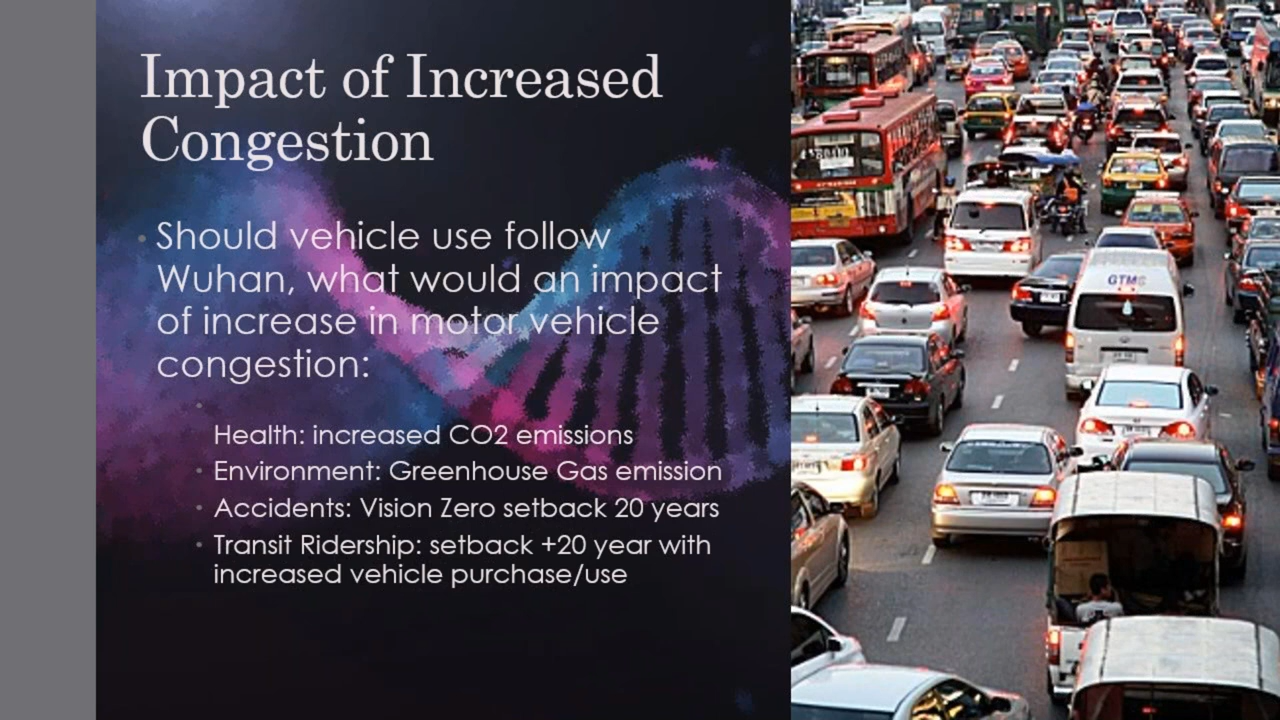 Impact of Increased
Congestion
Should vehicle use follow
Wuhan, what would an impact
of increase in motor vehicle
congestion:
Health: increased CO2 emissions
Environment: Greenhouse Gas emission
Accidents: Vision Zero setback 20 years
Transit Ridership: setback +20 year with
increased vehicle purchase/use
GTMC